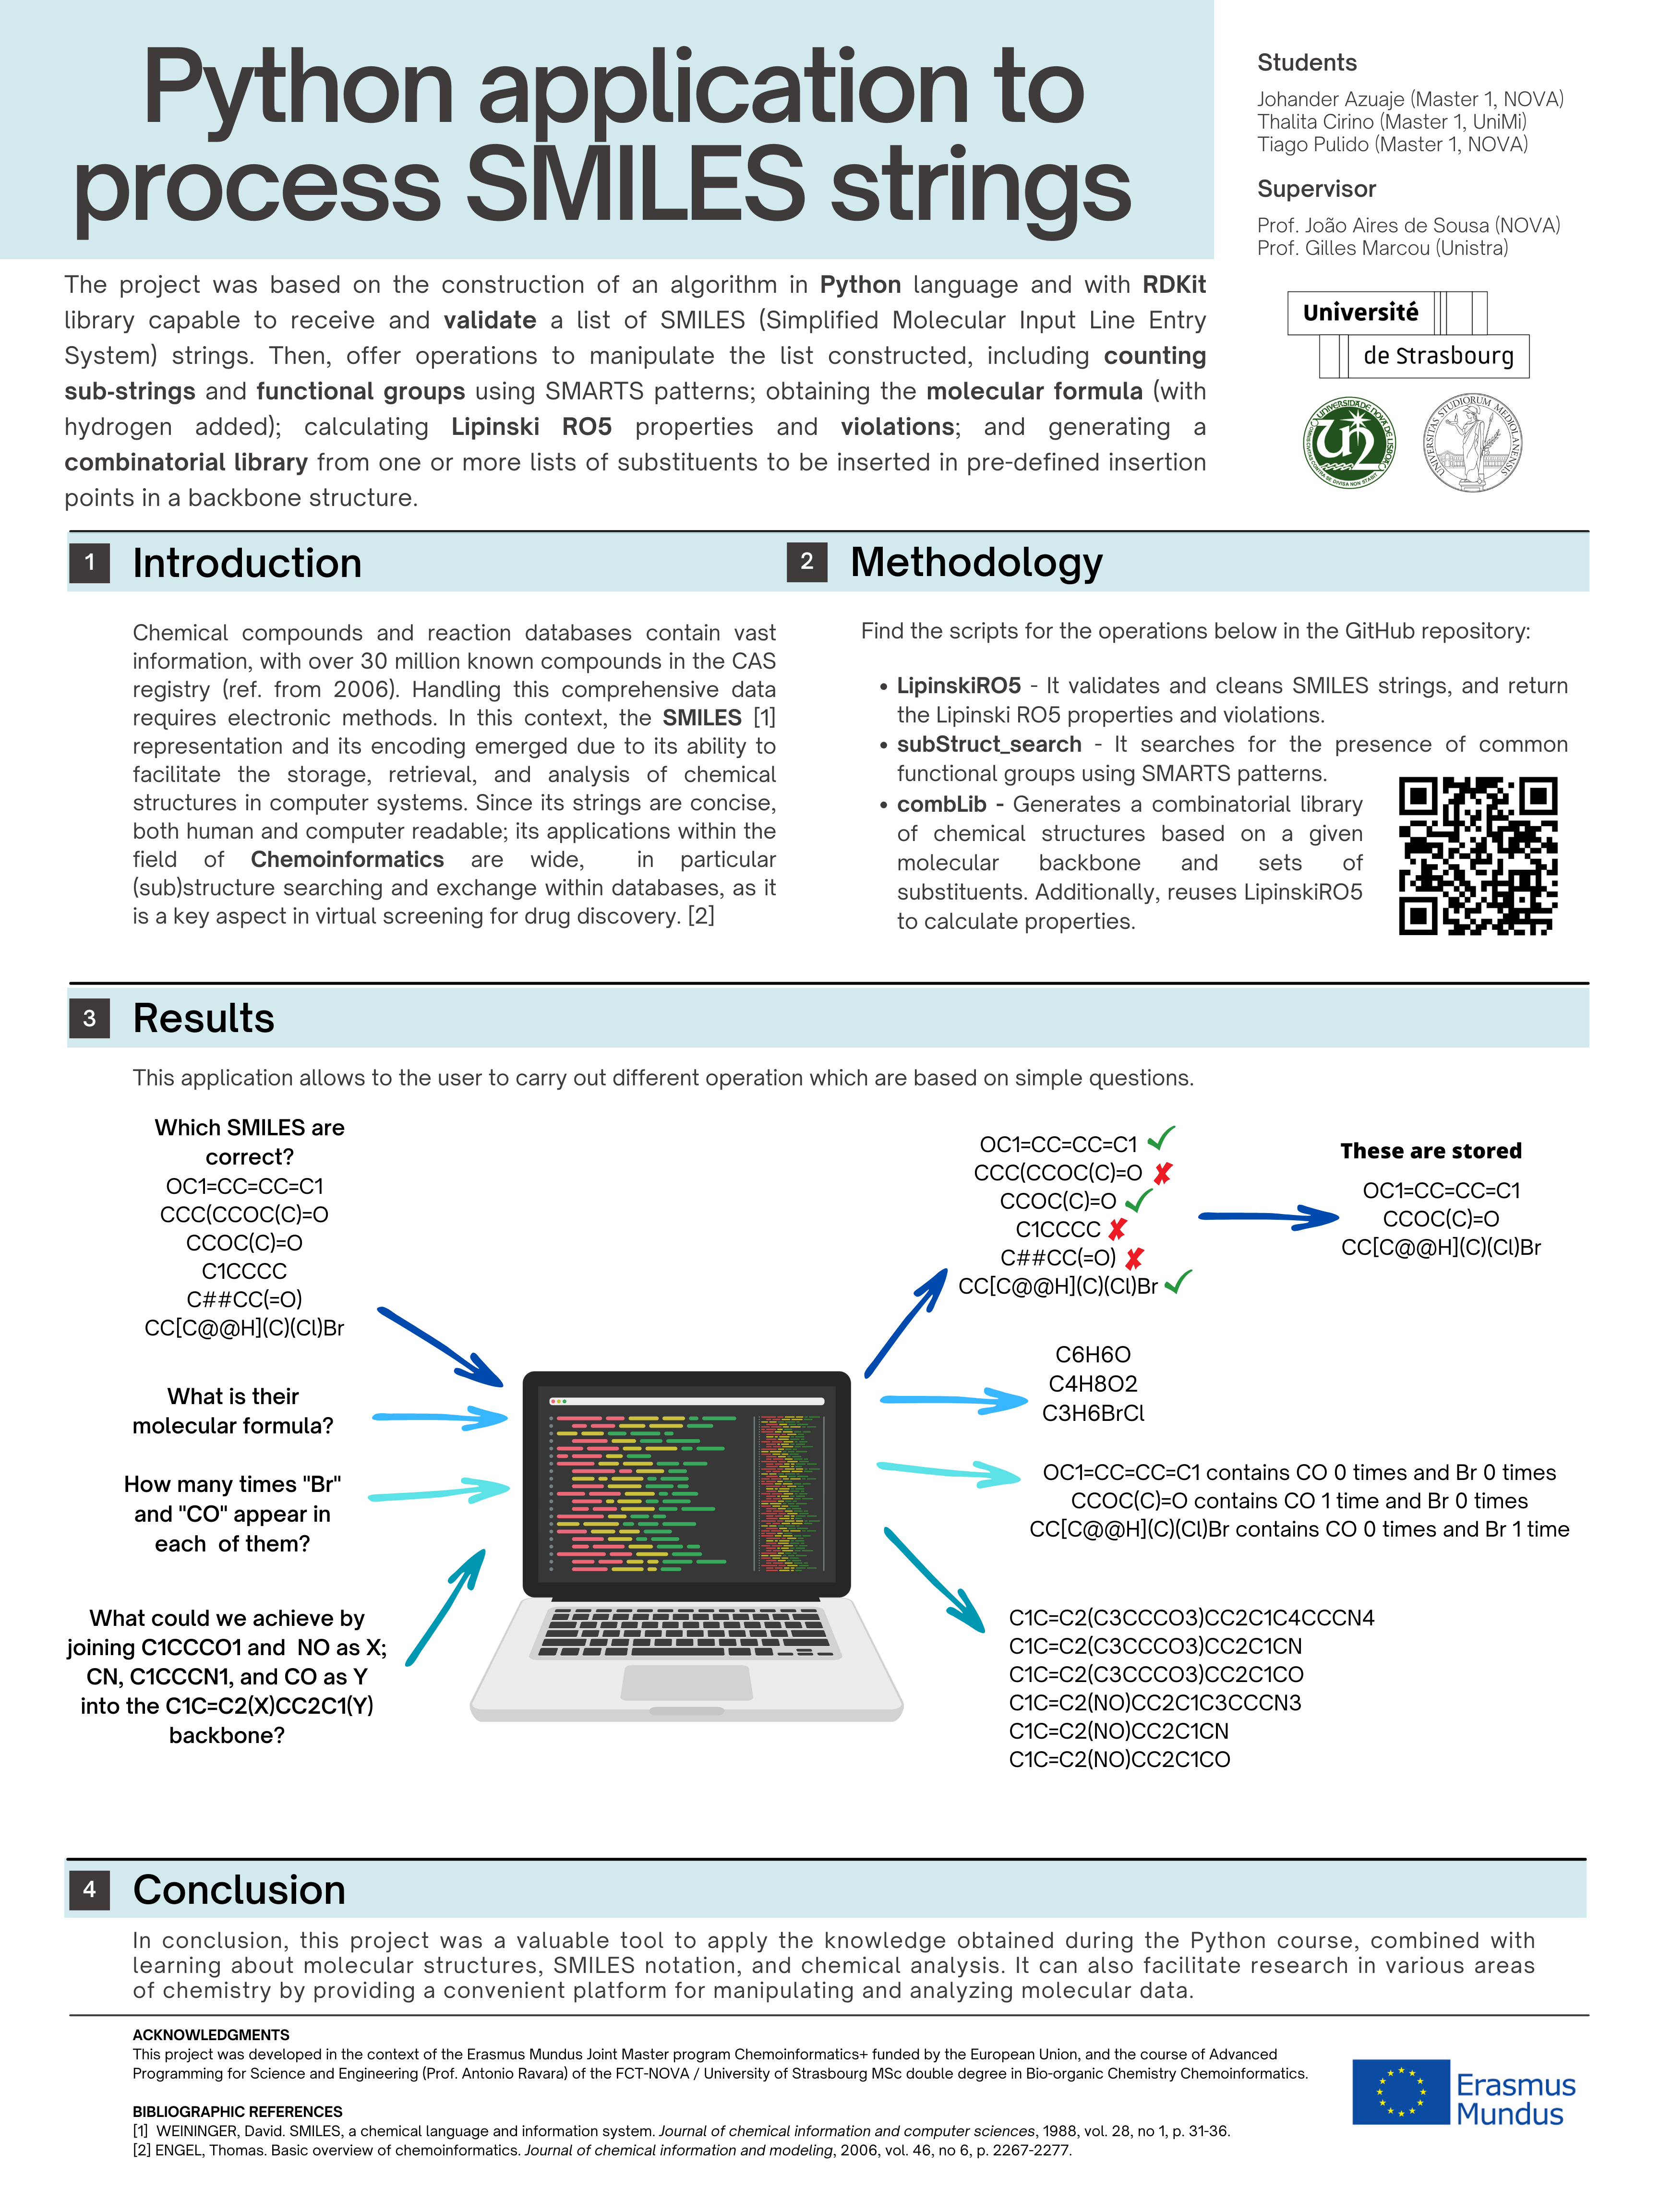 Python application to
process SMILES strings
Students
Johander Azuaje (Master 1, NOVA)
Thalita Cirino (Master 1, UniMi)
Tiago Pulido (Master 1, NOVA)
Supervisor
Prof. João Aires de Sousa (NOVA)
Prof. Gilles Marcou (Unistra)
Université
de Strasbourg
The project was based on the construction of an algorithm in Python language and with RDKit
library capable to receive and validate a list of SMILES (Simplified Molecular Input Line Entry
System) strings. Then, offer operations to manipulate the list constructed, including counting
sub-strings and functional groups using SMARTS patterns; obtaining the molecular formula (with
hydrogen added); calculating Lipinski RO5 properties and violations; and generating a
combinatorial library from one or more lists of substituents to be inserted in pre-defined insertion
points in a backbone structure.
1 Introduction
Chemical compounds and reaction databases contain vast
information, with over 30 million known compounds in the CAS
registry (ref. from 2006). Handling this comprehensive data
requires electronic methods. In this context, the SMILES [1]
representation and its encoding emerged due to its ability to
facilitate the storage, retrieval, and analysis of chemical
structures in computer systems. Since its strings are concise,
both human and computer readable; its applications within the
field of Chemoinformatics are wide, in particular
(sub)structure searching and exchange within databases, as it
is a key aspect in virtual screening for drug discovery. [2]
2 Methodology
Find the scripts for the operations below in the GitHub repository:
• LipinskiRO5 - It validates and cleans SMILES strings, and return
the Lipinski RO5 properties and violations.
• subStruct_search - It searches for the presence of common
functional groups using SMARTS patterns.
• combLib - Generates a combinatorial library
of chemical structures based on a given
molecular backbone and sets of
substituents. Additionally, reuses LipinskiRO5
to calculate properties.
3 Results
This application allows to the user to carry out different operation which are based on simple questions.
Which SMILES are
correct?
OC1=CC=CC=C1
CCC(CCOC(C)=O
CCOC(C)=O
C1CCCC
C##CC(=O)
CC[C@@H](C)(Cl)Br
What is their
molecular formula?
How many times "Br"
and "CO" appear in
each of them?
What could we achieve by
joining C1CCCO1 and NO as X;
CN, C1CCCN1, and CO as Y
into the C1C=C2(X)CC2C1(Y)
backbone?
OC1=CC=CC=C1
CCC(CCOC(C)=O
CCOC(C)=O
C1CCCC
C##CC(=O)
CC[C@@H](C)(Cl)Br
These are stored
OC1=CC=CC=C1
CCOC(C)=O
CC[C@@H](C)(Cl)Br
C6H6O
C4H8O2
C3H6BrCl
OC1=CC=CC=C1 contains CO 0 times and Br 0 times
CCOC(C)=O contains CO 1 time and Br 0 times
CC[C@@H](C)(Cl)Br contains CO 0 times and Br 1 time
C1C=C2(C3CCCO3)CC2C1C4CCCN4
C1C=C2(C3CCCO3)CC2C1CN
C1C=C2(C3CCCO3)CC2C1CO
C1C=C2(NO)CC2C1C3CCCN3
C1C=C2(NO)CC2C1CN
C1C=C2(NO)CC2C1CO
4 Conclusion
In conclusion, this project was a valuable tool to apply the knowledge obtained during the Python course, combined with
learning about molecular structures, SMILES notation, and chemical analysis. It can also facilitate research in various areas
of chemistry by providing a convenient platform for manipulating and analyzing molecular data.
ACKNOWLEDGMENTS
This project was developed in the context of the Erasmus Mundus Joint Master program Chemoinformatics+ funded by the European Union, and the course of Advanced
Programming for Science and Engineering (Prof. Antonio Ravara) of the FCT-NOVA / University of Strasbourg MSc double degree in Bio-organic Chemistry Chemoinformatics.
BIBLIOGRAPHIC REFERENCES
[1] WEININGER, David. SMILES, a chemical language and information system. Journal of chemical information and computer sciences, 1988, vol. 28, no 1, p. 31-36.
[2] ENGEL, Thomas. Basic overview of chemoinformatics. Journal of chemical information and modeling, 2006, vol. 46, no 6, p. 2267-2277.
Erasmus
Mundus